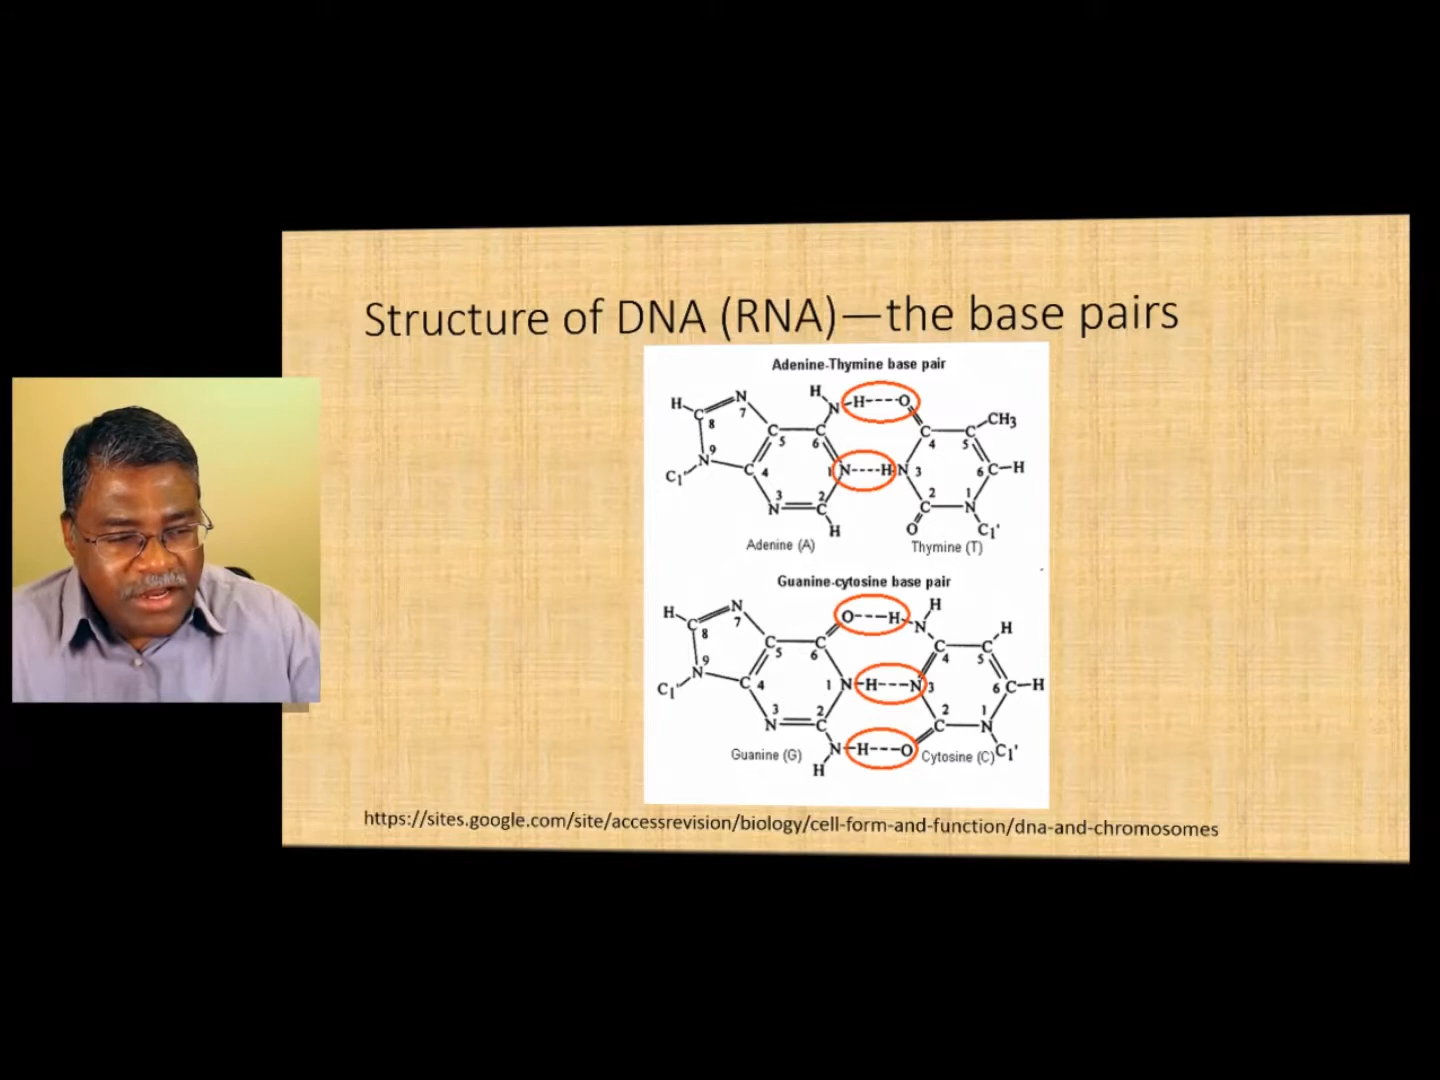 Structure of DNA (RNA)—the base pairs
Adenine-Thymine base pair
H
H H----O
C N N CH3
8 7 C C C C
5 6 4 5
9 N C 4 1 N----H N 3 6 C-H
C1' 3 2 2 1
N C C N
H O C1'
Adenine (A) Thymine (T)
Guanine-cytosine base pair
H
H N O---H N H
C 8 7 C C C C
5 6 4 5
9 N C 4 1 N-H---N 3 6 C-H
C1' 3 2 2 1
N C C N
Guanine (G) N-H---O Cytosine (C) C1'
H
https://sites.google.com/site/accessrevision/biology/cell-form-and-function/dna-and-chromosomes